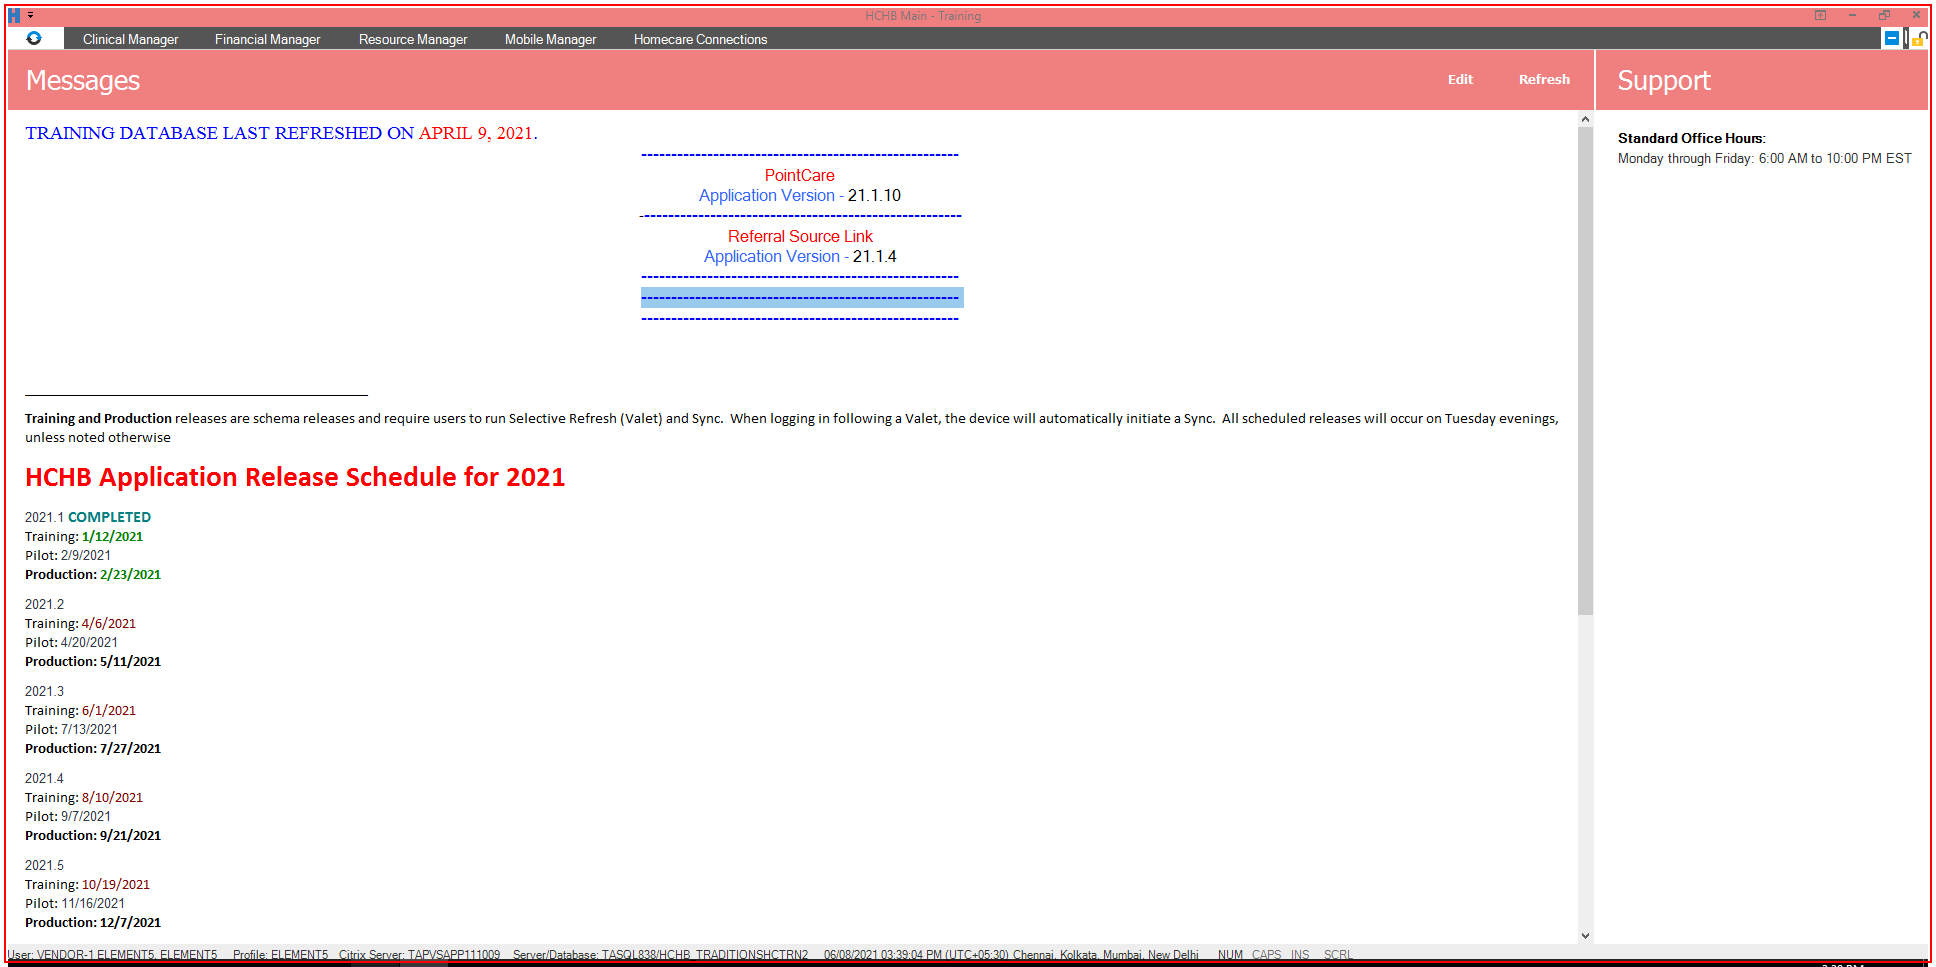 HCHB Main - Training
Clinical Manager Financial Manager Resource Manager Mobile Manager Homecare Connections
Messages Edit Refresh Support
TRAINING DATABASE LAST REFRESHED ON APRIL 9, 2021.
-----------------------------------------------------
PointCare
Application Version - 21.1.10
------------------------------------------------------
Referral Source Link
Application Version - 21.1.4
-----------------------------------------------------
-----------------------------------------------------
-----------------------------------------------------
Standard Office Hours:
Monday through Friday: 6:00 AM to 10:00 PM EST
Training and Production releases are schema releases and require users to run Selective Refresh (Valet) and Sync.  When logging in following a Valet, the device will automatically initiate a Sync.  All scheduled releases will occur on Tuesday evenings,
unless noted otherwise
HCHB Application Release Schedule for 2021
2021.1 COMPLETED
Training: 1/12/2021
Pilot: 2/9/2021
Production: 2/23/2021
2021.2
Training: 4/6/2021
Pilot: 4/20/2021
Production: 5/11/2021
2021.3
Training: 6/1/2021
Pilot: 7/13/2021
Production: 7/27/2021
2021.4
Training: 8/10/2021
Pilot: 9/7/2021
Production: 9/21/2021
2021.5
Training: 10/19/2021
Pilot: 11/16/2021
Production: 12/7/2021
User: VENDOR-1 ELEMENT5, ELEMENT5 Profile: ELEMENT5 Citrix Server: TAPVSAPP111009 Server/Database: TASQL838/HCHB_TRADITIONSHCTRN2 06/08/2021 03:39:04 PM (UTC+05:30) Chennai, Kolkata, Mumbai, New Delhi NUM CAPS INS SCRL